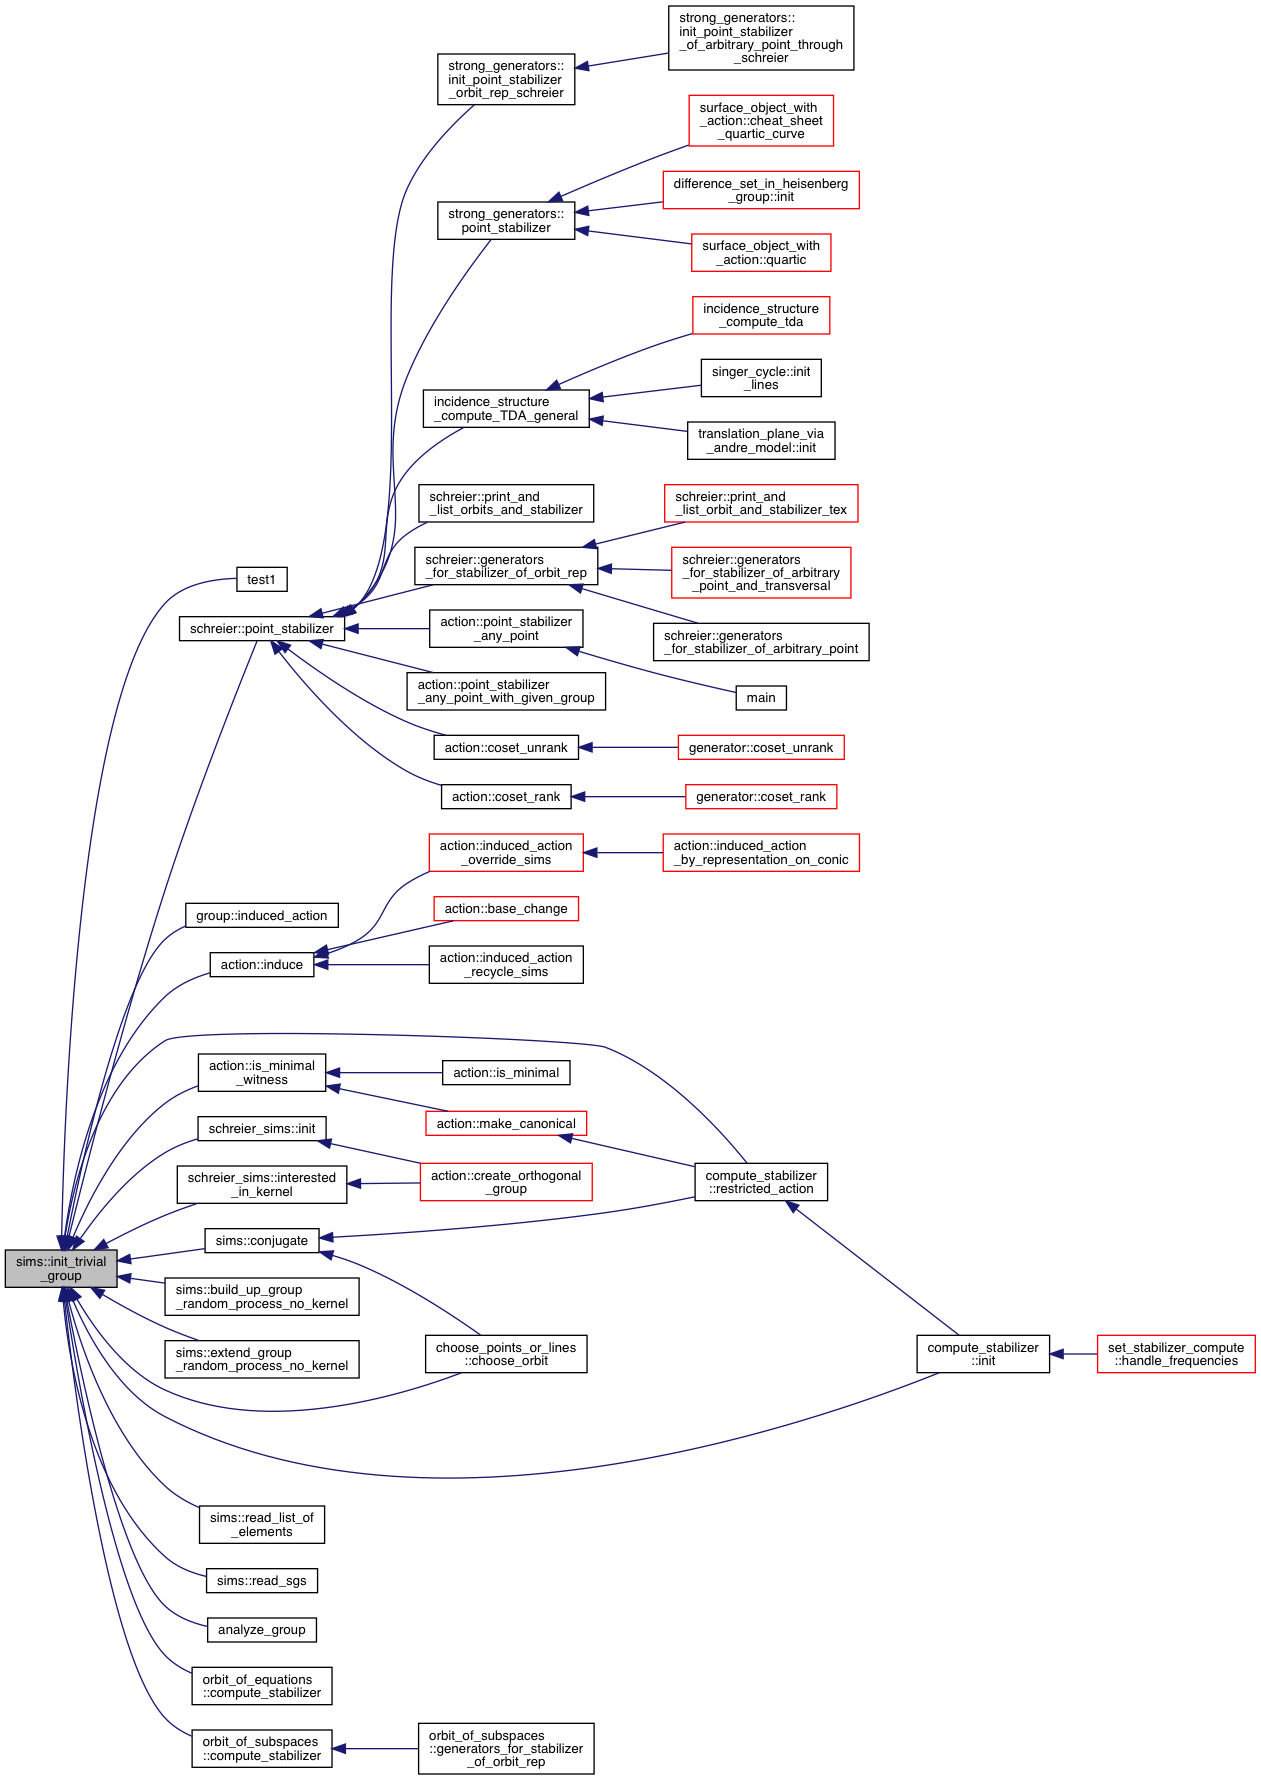 strong_generators::
init_point_stabilizer
_of_arbitrary_point_through
_schreier
strong_generators::
init_point_stabilizer
_orbit_rep_schreier
surface_object_with
_action::cheat_sheet
_quartic_curve
difference_set_in_heisenberg
_group::init
strong_generators::
point_stabilizer
surface_object_with
_action::quartic
incidence_structure
_compute_tda
singer_cycle::init
_lines
incidence_structure
_compute_TDA_general
translation_plane_via
_andre_model::init
schreier::print_and
_list_orbits_and_stabilizer
schreier::print_and
_list_orbit_and_stabilizer_tex
schreier::generators
_for_stabilizer_of_orbit_rep
schreier::generators
_for_stabilizer_of_arbitrary
_point_and_transversal
test1
schreier::point_stabilizer
action::point_stabilizer
_any_point
schreier::generators
_for_stabilizer_of_arbitrary_point
action::point_stabilizer
_any_point_with_given_group
main
action::coset_unrank
generator::coset_unrank
action::coset_rank
generator::coset_rank
action::induced_action
_override_sims
action::induced_action
_by_representation_on_conic
group::induced_action
action::base_change
action::induce
action::induced_action
_recycle_sims
action::is_minimal
_witness
action::is_minimal
action::make_canonical
schreier_sims::init
schreier_sims::interested
_in_kernel
action::create_orthogonal
_group
compute_stabilizer
::restricted_action
sims::conjugate
sims::init_trivial
_group
sims::build_up_group
_random_process_no_kernel
sims::extend_group
_random_process_no_kernel
choose_points_or_lines
::choose_orbit
compute_stabilizer
::init
set_stabilizer_compute
::handle_frequencies
sims::read_list_of
_elements
sims::read_sgs
analyze_group
orbit_of_equations
::compute_stabilizer
orbit_of_subspaces
::compute_stabilizer
orbit_of_subspaces
::generators_for_stabilizer
_of_orbit_rep